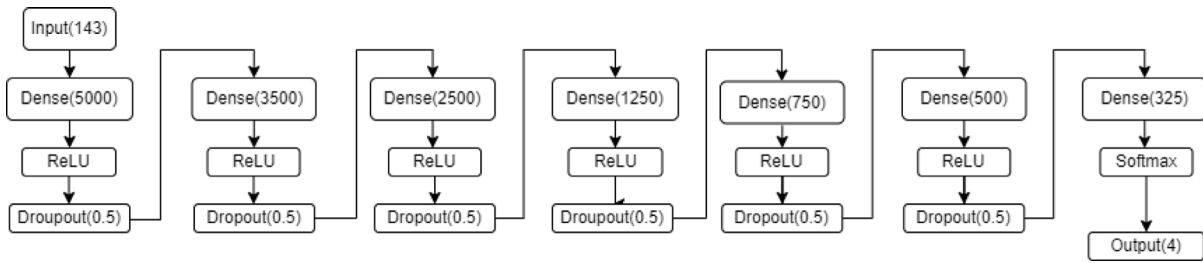 Input(143)
Dense(5000)
ReLU
Droupout(0.5)
Dense(3500)
ReLU
Dropout(0.5)
Dense(2500)
ReLU
Dropout(0.5)
Dense(1250)
ReLU
Droupout(0.5)
Dense(750)
ReLU
Dropout(0.5)
Dense(500)
ReLU
Dropout(0.5)
Dense(325)
Softmax
Output(4)